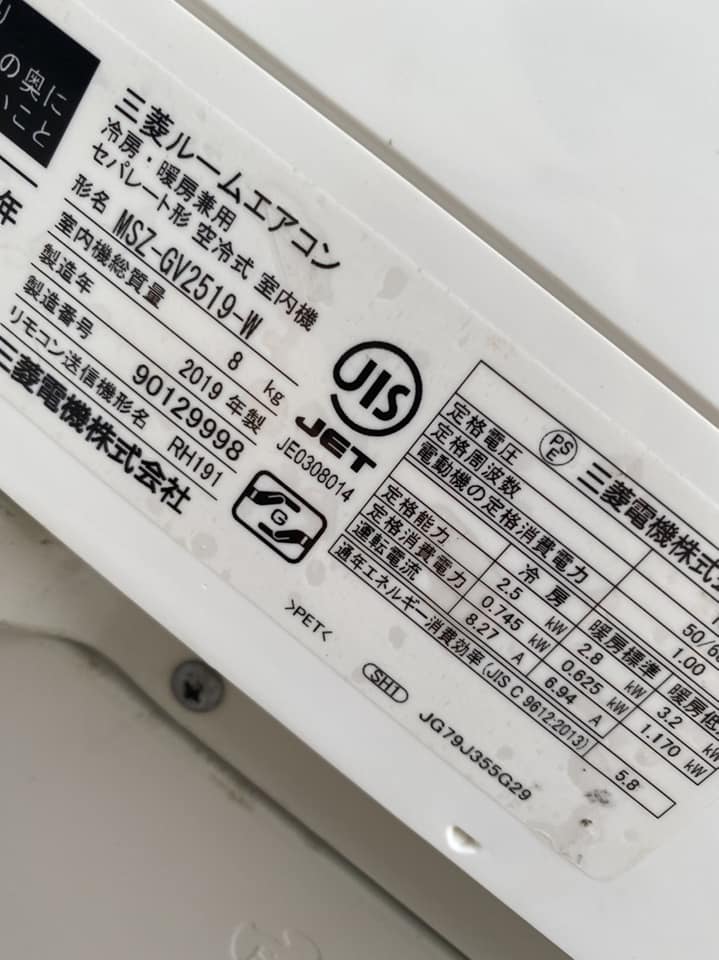 の奥に
いこと
年
三菱ルームエアコン
冷房・暖房兼用
セパレート形 空冷式 室内機
形名 MSZ-GV2519-W
室内機総質量 8 kg
製造年 2019 年製
製造番号 90129998
リモコン送信機形名 RH191
三菱電機株式会社
JIS
JET
JE0308014
G
PS
E
三菱電機株式会
定格電圧
定格周波数 50/60
電動機の定格消費電力 1.00
冷房 暖房標準 暖房低
定格能力 2.5 kW 2.8 kW 3.2 kW
定格消費電力 0.745 kW 0.625 kW 1.170 kW
運転電流 8.27 A 6.94 A
通年エネルギー消費効率(JIS C 9612:2013) 5.8
>PET<
SHI JG79J355G29